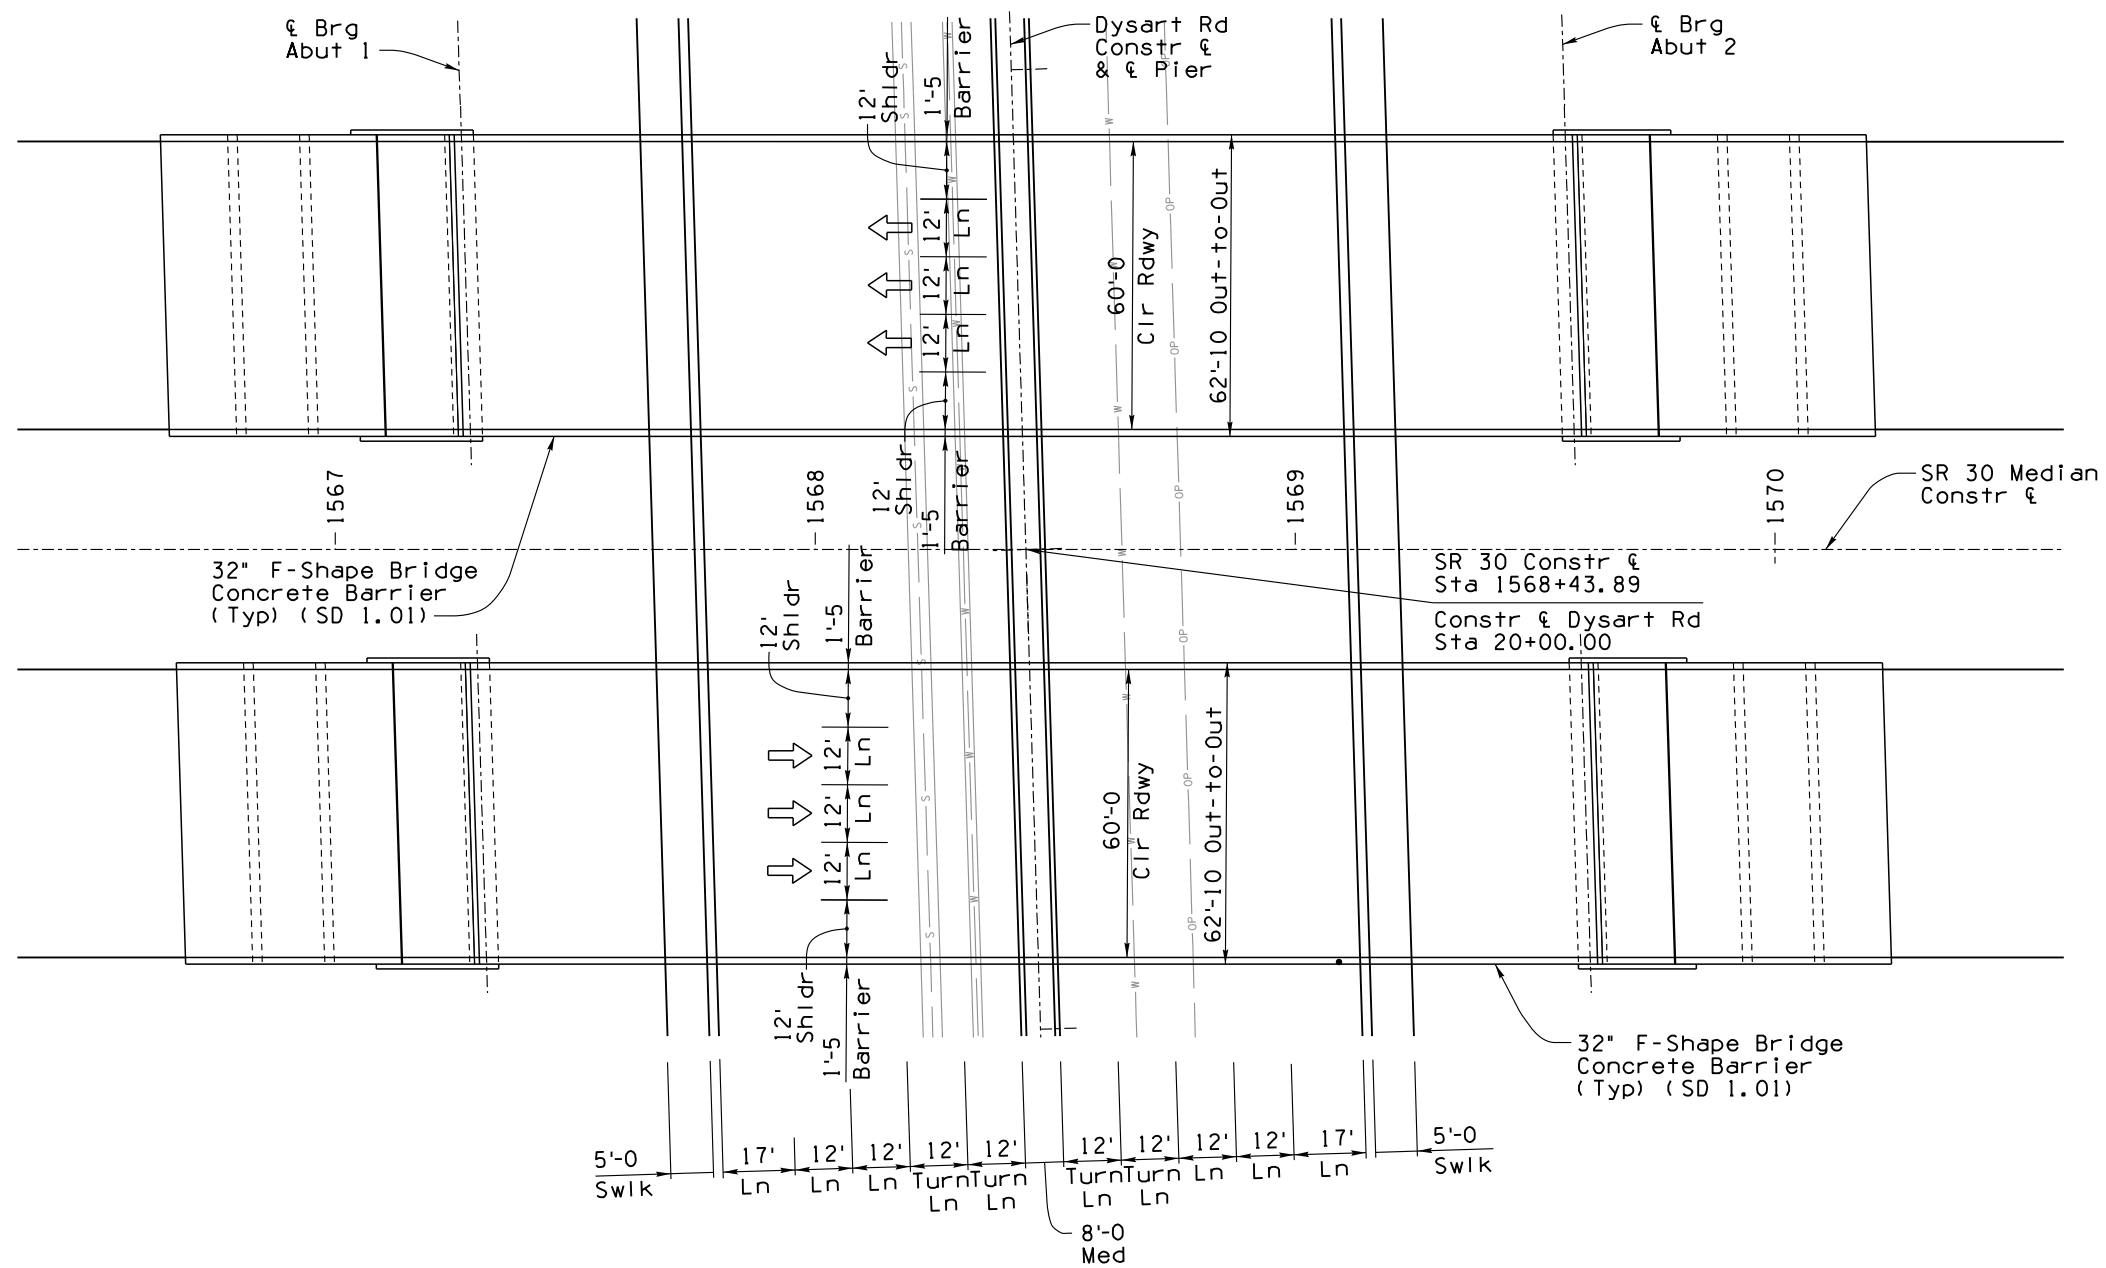 ℄ Brg
Abut 1
Dysart Rd
Constr ℄
& ℄ Pier
℄ Brg
Abut 2
12'
Shldr
1'-5
Barrier
12'
Ln
12'
Ln
12'
Ln
60'-0
Clr Rdwy
62'-10 Out-to-Out
12'
Shldr
1'-5
Barrier
1567
1568
1569
1570
SR 30 Median
Constr ℄
32" F-Shape Bridge
Concrete Barrier
(Typ) (SD 1.01)
SR 30 Constr ℄
Sta 1568+43.89
Constr ℄ Dysart Rd
Sta 20+00.00
12'
Shldr
1'-5
Barrier
12'
Ln
12'
Ln
12'
Ln
60'-0
Clr Rdwy
62'-10 Out-to-Out
12'
Shldr
1'-5
Barrier
S
S
S
S
S
S
S
S
W
W
W
W
W
W
W
W
W
W
W
W
W
W
OP
OP
OP
OP
OP
OP
OP
32" F-Shape Bridge
Concrete Barrier
(Typ) (SD 1.01)
5'-0
Swlk
17'
Ln
12'
Ln
12'
Ln
12'
Turn
Ln
12'
Turn
Ln
8'-0
Med
12'
Turn
Ln
12'
Turn
Ln
12'
Ln
12'
Ln
17'
Ln
5'-0
Swlk